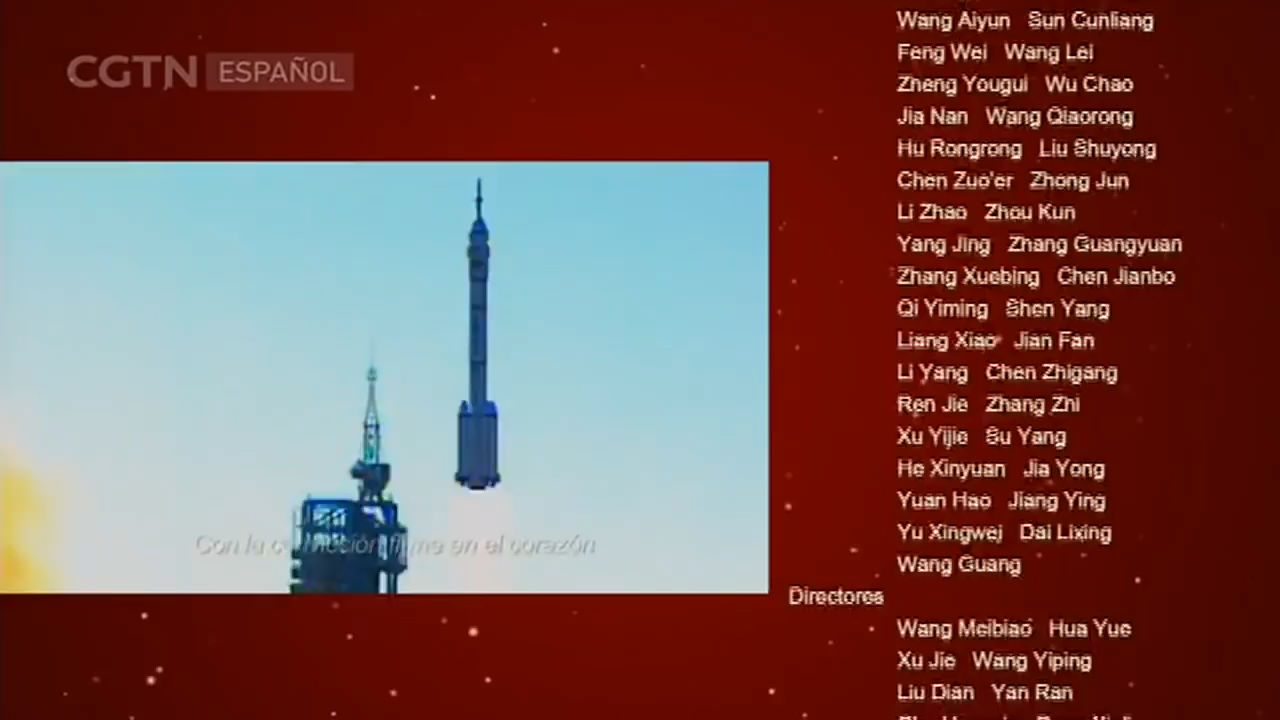 CGTN ESPAÑOL
Con la convicción firme en el corazón
Wang Aiyun Sun Cunliang
Feng Wei Wang Lei
Zheng Yougui Wu Chao
Jia Nan Wang Qiaorong
Hu Rongrong Liu Shuyong
Chen Zuo'er Zhong Jun
Li Zhao Zhou Kun
Yang Jing Zhang Guangyuan
Zhang Xuebing Chen Jianbo
Qi Yiming Shen Yang
Liang Xiao Jian Fan
Li Yang Chen Zhigang
Ren Jie Zhang Zhi
Xu Yijie Su Yang
He Xinyuan Jia Yong
Yuan Hao Jiang Ying
Yu Xingwei Dai Lixing
Wang Guang
Directores
Wang Meibiao Hua Yue
Xu Jie Wang Yiping
Liu Dian Yan Ran